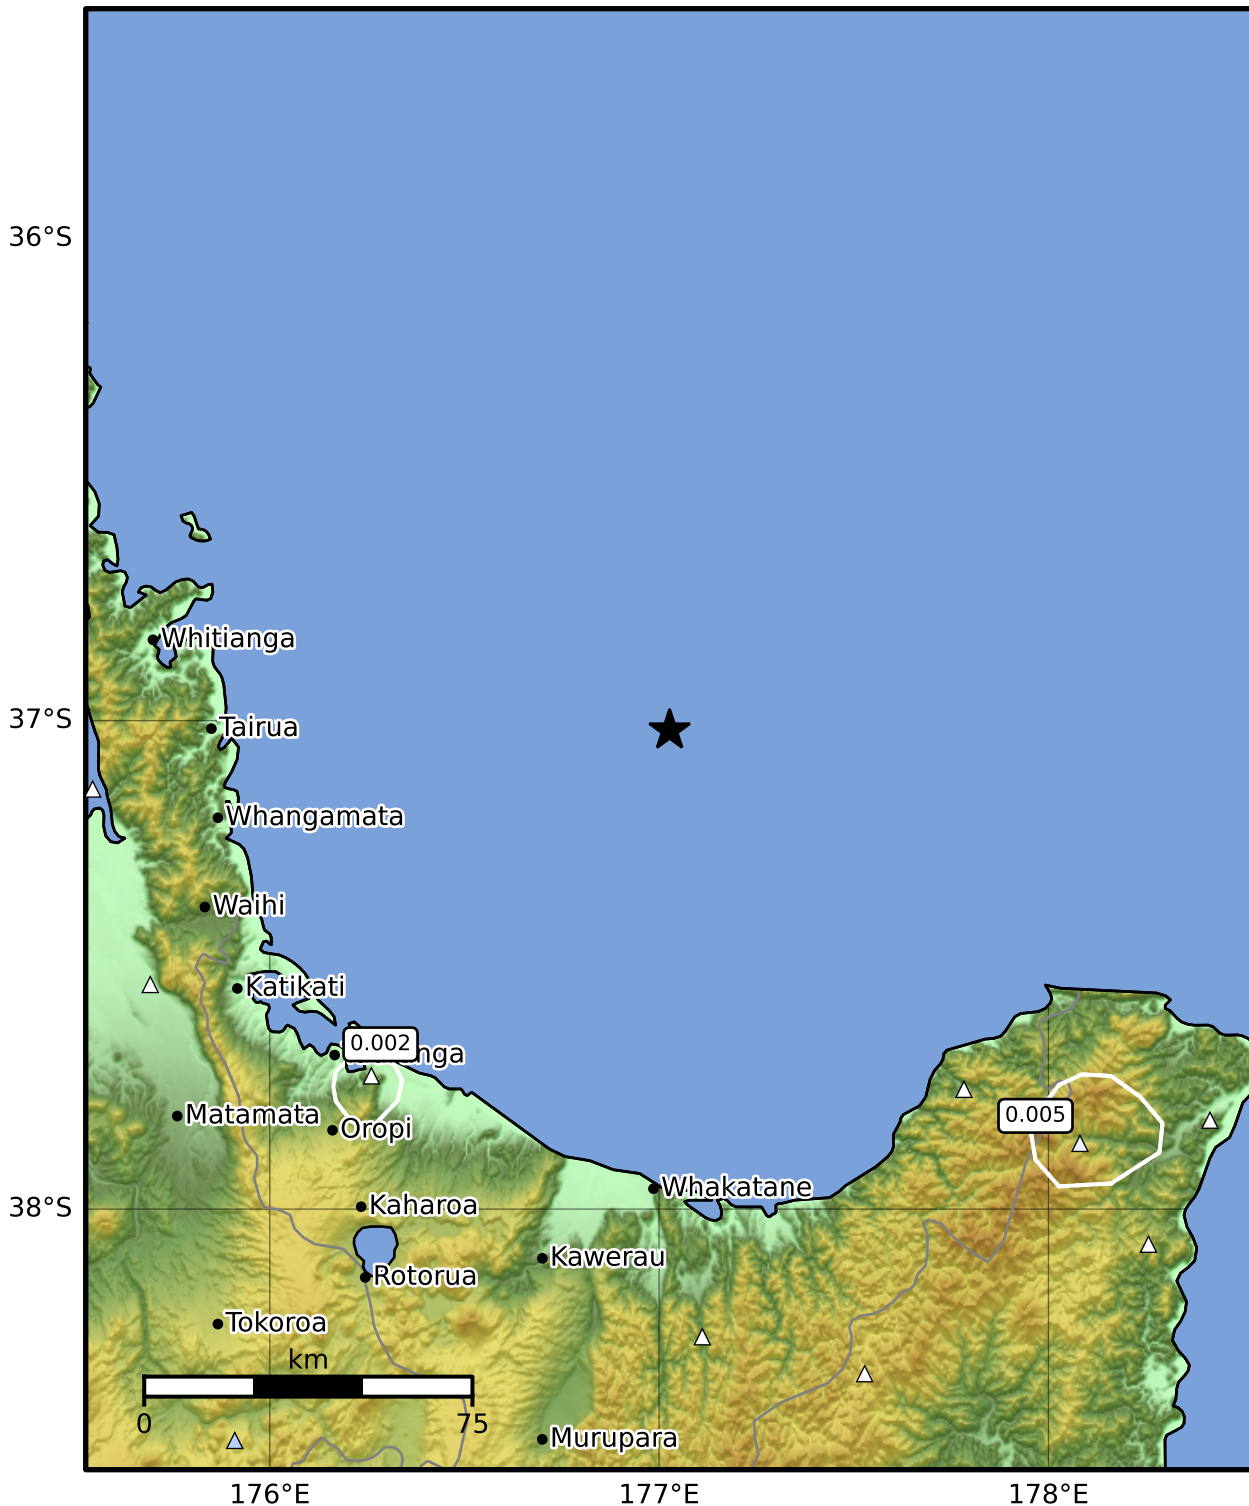 36°S
Whitianga
37°S
Tairua
Whangamata
Waihi
Katikati
0.002
nga
Matamata
Oropi
0.005
Whakatane
38°S
Kaharoa
Kawerau
Rotorua
Tokoroa
km
0 75
Murupara
176°E 177°E 178°E